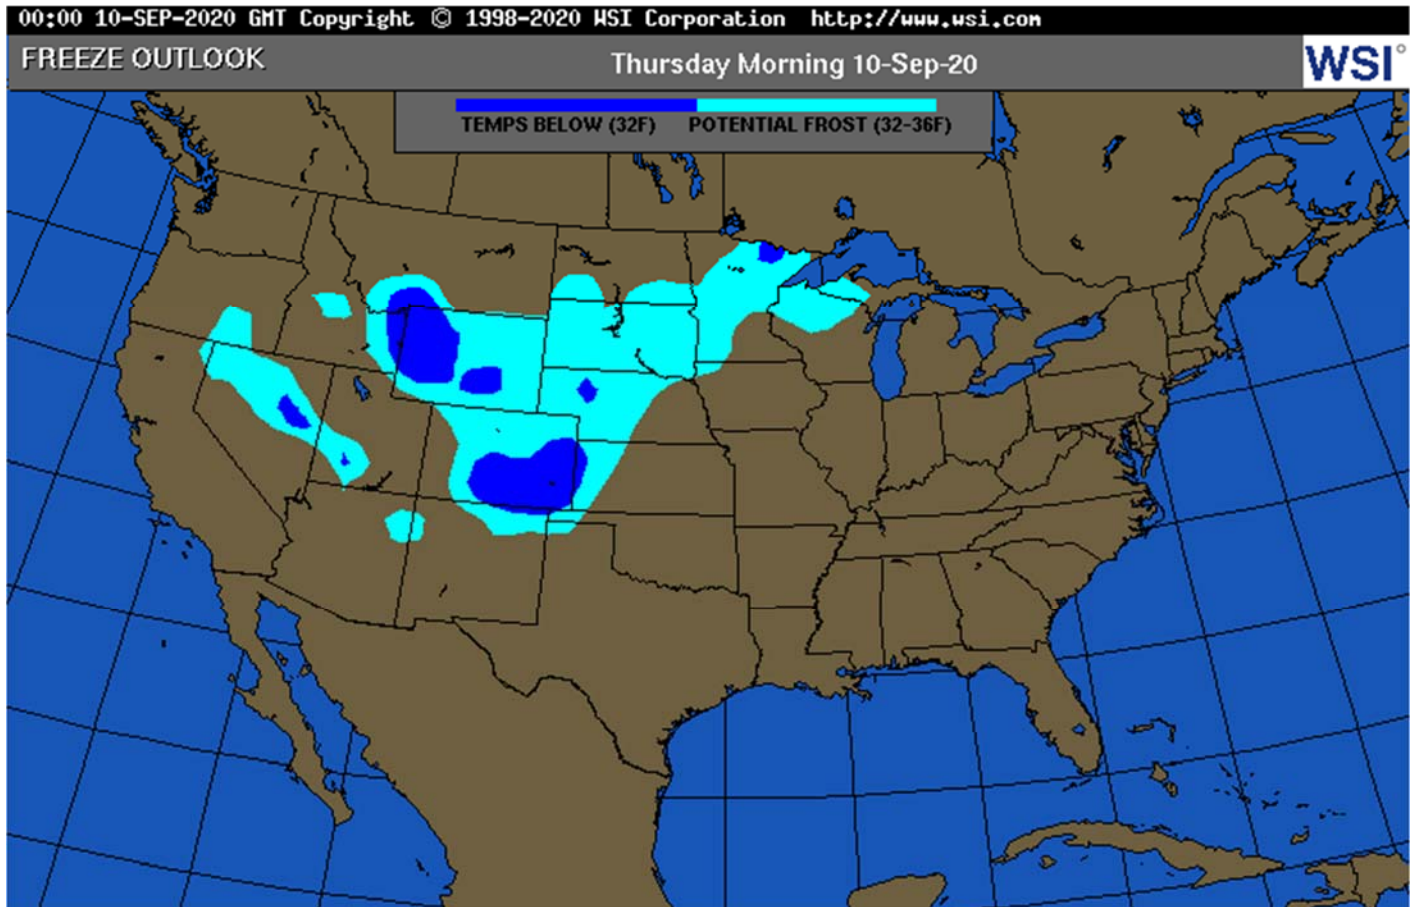 00:00 10-SEP-2020 GMT Copyright © 1998-2020 WSI Corporation http://www.wsi.com
FREEZE OUTLOOK
Thursday Morning 10-Sep-20
WSI
TEMPS BELOW (32F) POTENTIAL FROST (32-36F)